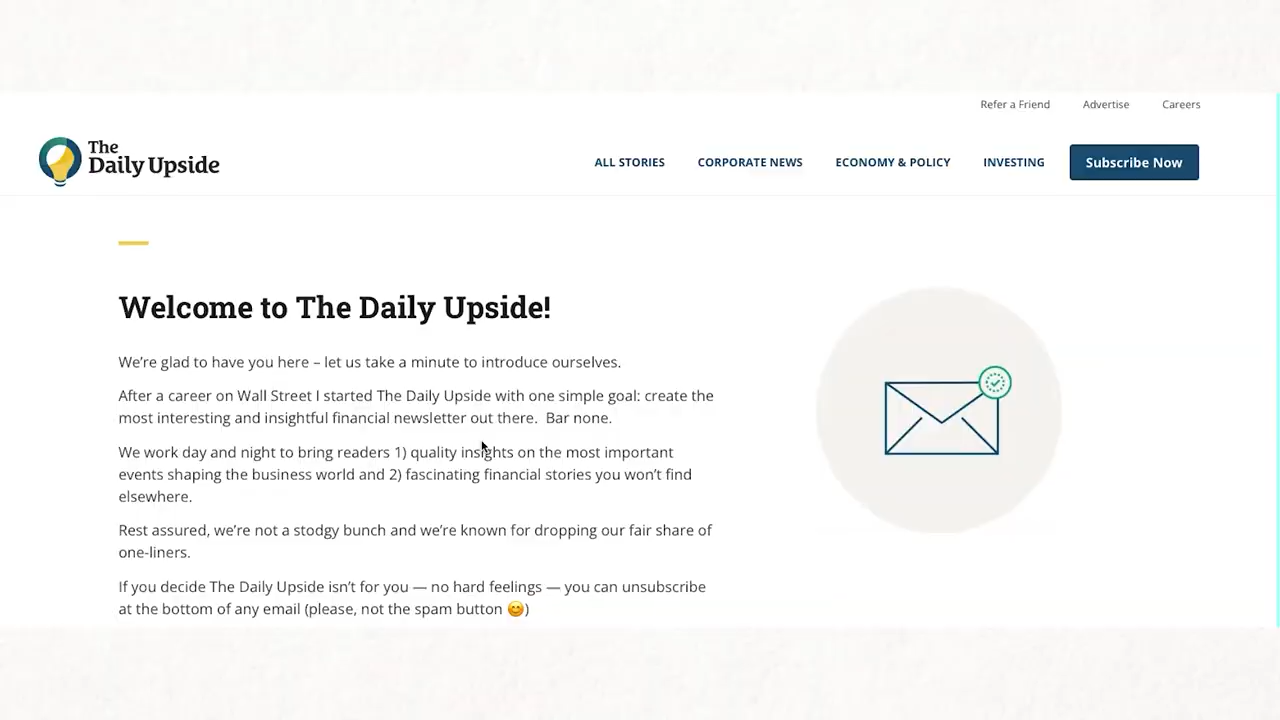 Refer a Friend Advertise Careers
The
Daily Upside
ALL STORIES CORPORATE NEWS ECONOMY & POLICY INVESTING Subscribe Now
Welcome to The Daily Upside!
We’re glad to have you here – let us take a minute to introduce ourselves.
After a career on Wall Street I started The Daily Upside with one simple goal: create the
most interesting and insightful financial newsletter out there.  Bar none.
We work day and night to bring readers 1) quality insights on the most important
events shaping the business world and 2) fascinating financial stories you won’t find
elsewhere.
Rest assured, we’re not a stodgy bunch and we’re known for dropping our fair share of
one-liners.
If you decide The Daily Upside isn’t for you — no hard feelings — you can unsubscribe
at the bottom of any email (please, not the spam button 😊)